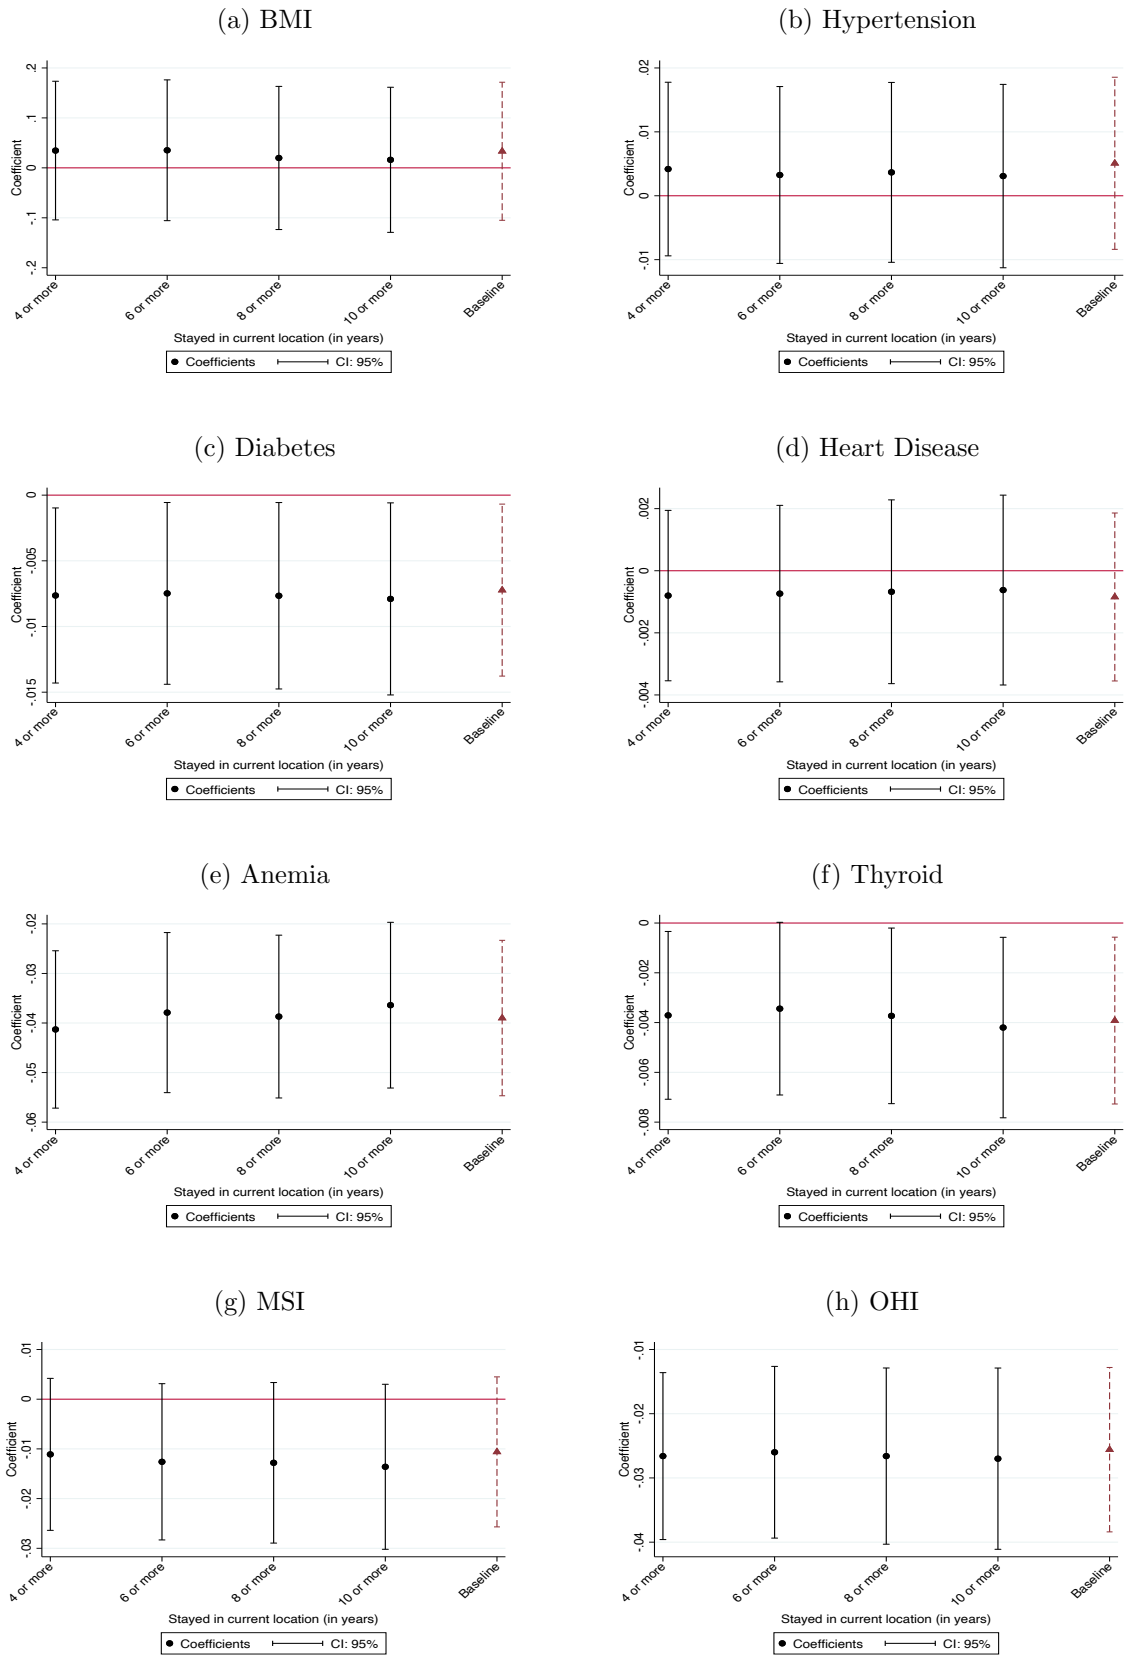 (a) BMI
Coefficient
.2
.1
0
-.1
-.2
4 or more
6 or more
8 or more
10 or more
Baseline
Stayed in current location (in years)
Coefficients CI: 95%
(b) Hypertension
Coefficient
.02
.01
0
-.01
4 or more
6 or more
8 or more
10 or more
Baseline
Stayed in current location (in years)
Coefficients CI: 95%
(c) Diabetes
Coefficient
0
-.005
-.01
-.015
4 or more
6 or more
8 or more
10 or more
Baseline
Stayed in current location (in years)
Coefficients CI: 95%
(d) Heart Disease
Coefficient
.002
0
-.002
-.004
4 or more
6 or more
8 or more
10 or more
Baseline
Stayed in current location (in years)
Coefficients CI: 95%
(e) Anemia
Coefficient
-.02
-.03
-.04
-.05
-.06
4 or more
6 or more
8 or more
10 or more
Baseline
Stayed in current location (in years)
Coefficients CI: 95%
(f) Thyroid
Coefficient
0
-.002
-.004
-.006
-.008
4 or more
6 or more
8 or more
10 or more
Baseline
Stayed in current location (in years)
Coefficients CI: 95%
(g) MSI
Coefficient
.01
0
-.01
-.02
-.03
4 or more
6 or more
8 or more
10 or more
Baseline
Stayed in current location (in years)
Coefficients CI: 95%
(h) OHI
Coefficient
-.01
-.02
-.03
-.04
4 or more
6 or more
8 or more
10 or more
Baseline
Stayed in current location (in years)
Coefficients CI: 95%